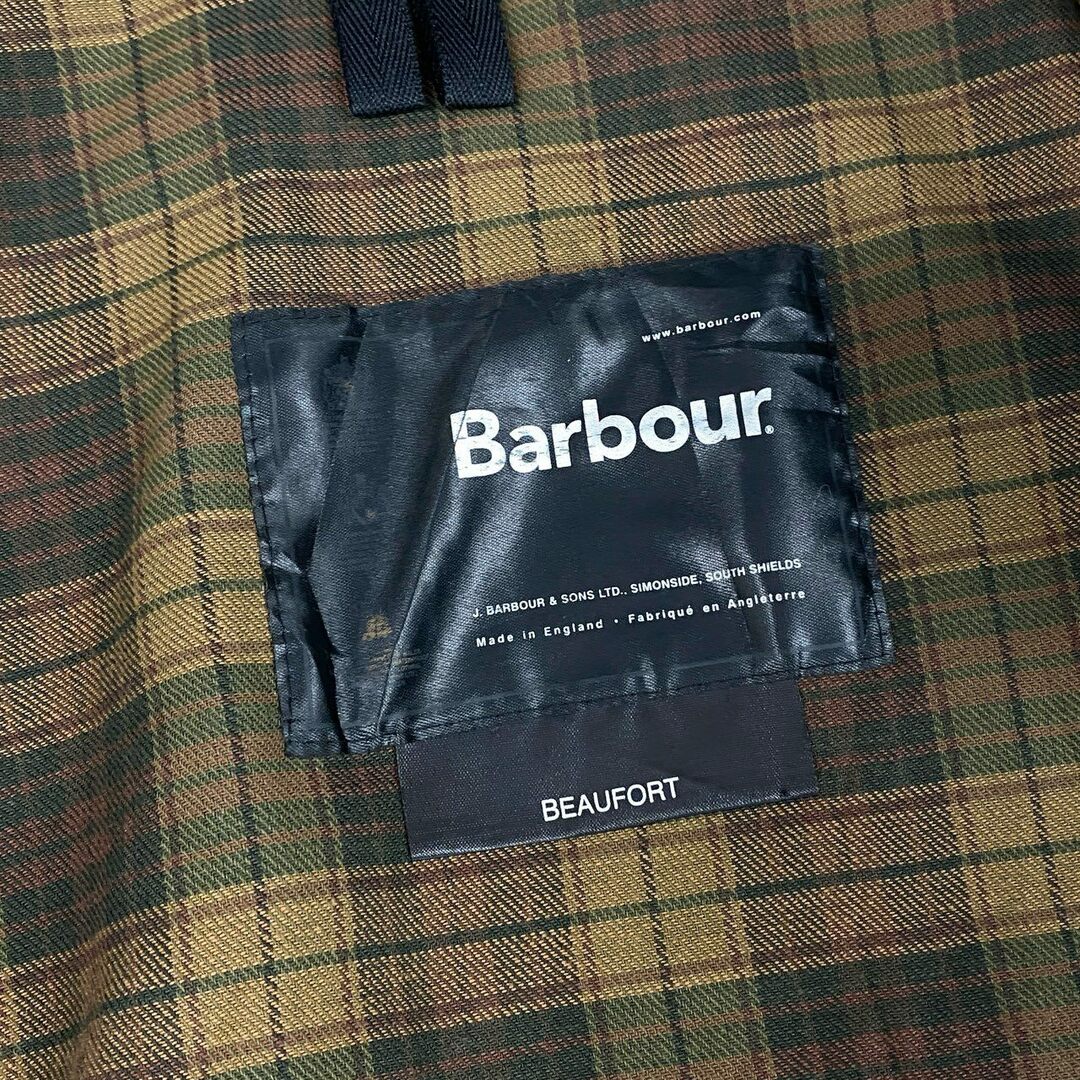 www.barbour.com
Barbour®
J. BARBOUR & SONS LTD.. SIMONSIDE, SOUTH SHIELDS
Made in England • Fabriqué en Angleterre
BEAUFORT